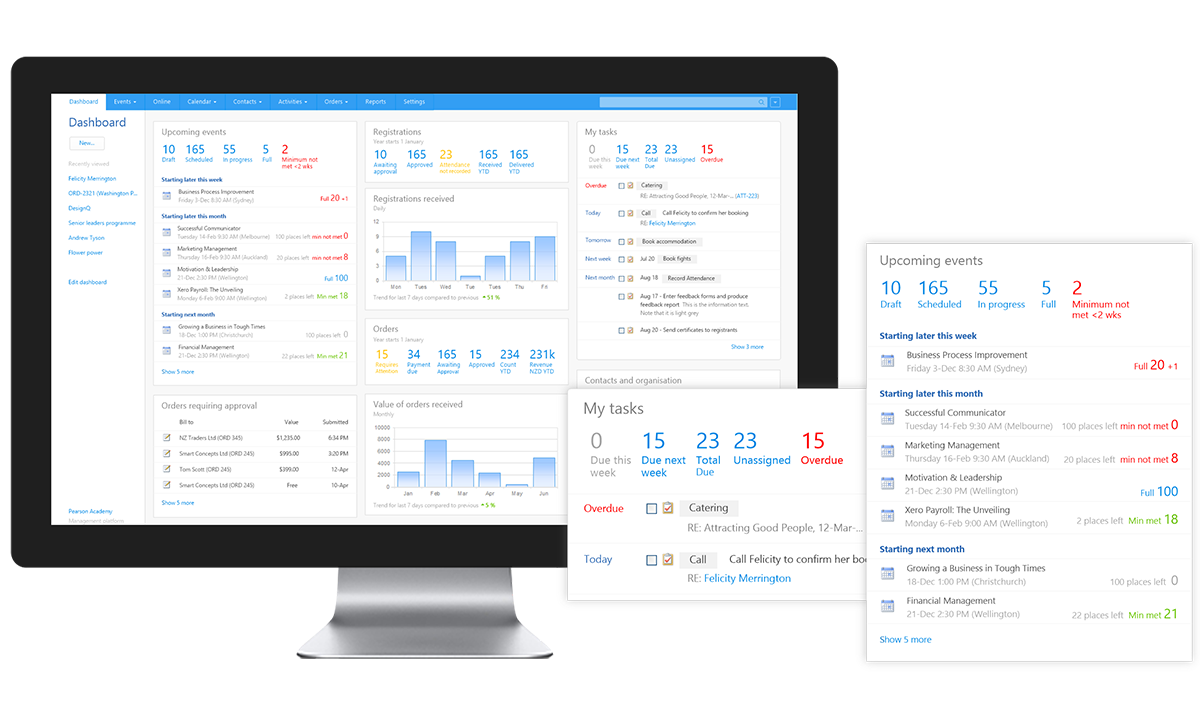 Dashboard Events Online Calendar Contacts Activities Orders Reports Settings
Dashboard
New...
Recently viewed
Felicity Merrington
ORD-2321 (Washington P...
DesignQ
Senior leaders programme
Andrew Tyson
Flower power
Edit dashboard
Pearson Academy
Management platform
Upcoming events
10 165 55 5 2
Draft Scheduled In progress Full Minimum not
met <2 wks
Starting later this week
Business Process Improvement
Friday 3-Dec 8:30 AM (Sydney) Full 20 +1
Starting later this month
Successful Communicator
Tuesday 14-Feb 9:30 AM (Melbourne) 100 places left min not met 0
Marketing Management
Thursday 16-Feb 9:30 AM (Auckland) 20 places left min not met 8
Motivation & Leadership
21-Dec 2:30 PM (Wellington) Full 100
Xero Payroll: The Unveiling
Monday 6-Feb 9:00 AM (Wellington) 2 places left Min met 18
Starting next month
Growing a Business in Tough Times
18-Dec 1:00 PM (Christchurch) 100 places left 0
Financial Management
21-Dec 2:30 PM (Wellington) 22 places left Min met 21
Show 5 more
Orders requiring approval
Bill to Value Submitted
NZ Traders Ltd (ORD 345) $1,235.00 6:34 PM
Smart Concepts Ltd (ORD 245) $995.00 3:20 PM
Tom Scott (ORD 245) $399.00 12-Apr
Smart Concepts Ltd (ORD 245) Free 10-Apr
Show 5 more
Registrations
Year starts 1 January
10 165 23 165 165
Awaiting Approved Attendance Received Delivered
approval not recorded YTD YTD
Registrations received
Daily
12
9
6
3
0
Mon Tues Wed Tue Tues Thu Fri
Trend for last 7 days compared to previous 51 %
Orders
Year starts 1 January
15 34 165 15 234 231k
Requires Payment Awaiting Approved Count Revenue
Attention due Approval YTD NZD YTD
Value of orders received
Monthly
10000
8000
6000
4000
2000
0
Jan Feb Mar Apr May Jun
Trend for last 7 days compared to previous 5 %
My tasks
0 15 23 23 15
Due this Due next Total Unassigned Overdue
week week Due
Overdue Catering
RE: Attracting Good People, 12-Mar-... (ATT-223)
Today Call Call Felicity to confirm her booking
RE: Felicity Merrington
Tomorrow Book accommodation
Next week Jul 20 Book fights
Next month Aug 18 Record Attendance
Aug 17 - Enter feedback forms and produce
feedback report. This is the information text.
Note that it is light grey
Aug 20 - Send certificates to registrants
Show 3 more
Contacts and organisation
My tasks
0 15 23 23 15
Due this Due next Total Unassigned Overdue
week week Due
Overdue Catering
RE: Attracting Good People, 12-Mar-...
Today Call Call Felicity to confirm her boo
RE: Felicity Merrington
Upcoming events
10 165 55 5 2
Draft Scheduled In progress Full Minimum not
met <2 wks
Starting later this week
Business Process Improvement
Friday 3-Dec 8:30 AM (Sydney) Full 20 +1
Starting later this month
Successful Communicator
Tuesday 14-Feb 9:30 AM (Melbourne) 100 places left min not met 0
Marketing Management
Thursday 16-Feb 9:30 AM (Auckland) 20 places left min not met 8
Motivation & Leadership
21-Dec 2:30 PM (Wellington) Full 100
Xero Payroll: The Unveiling
Monday 6-Feb 9:00 AM (Wellington) 2 places left Min met 18
Starting next month
Growing a Business in Tough Times
18-Dec 1:00 PM (Christchurch) 100 places left 0
Financial Management
21-Dec 2:30 PM (Wellington) 22 places left Min met 21
Show 5 more